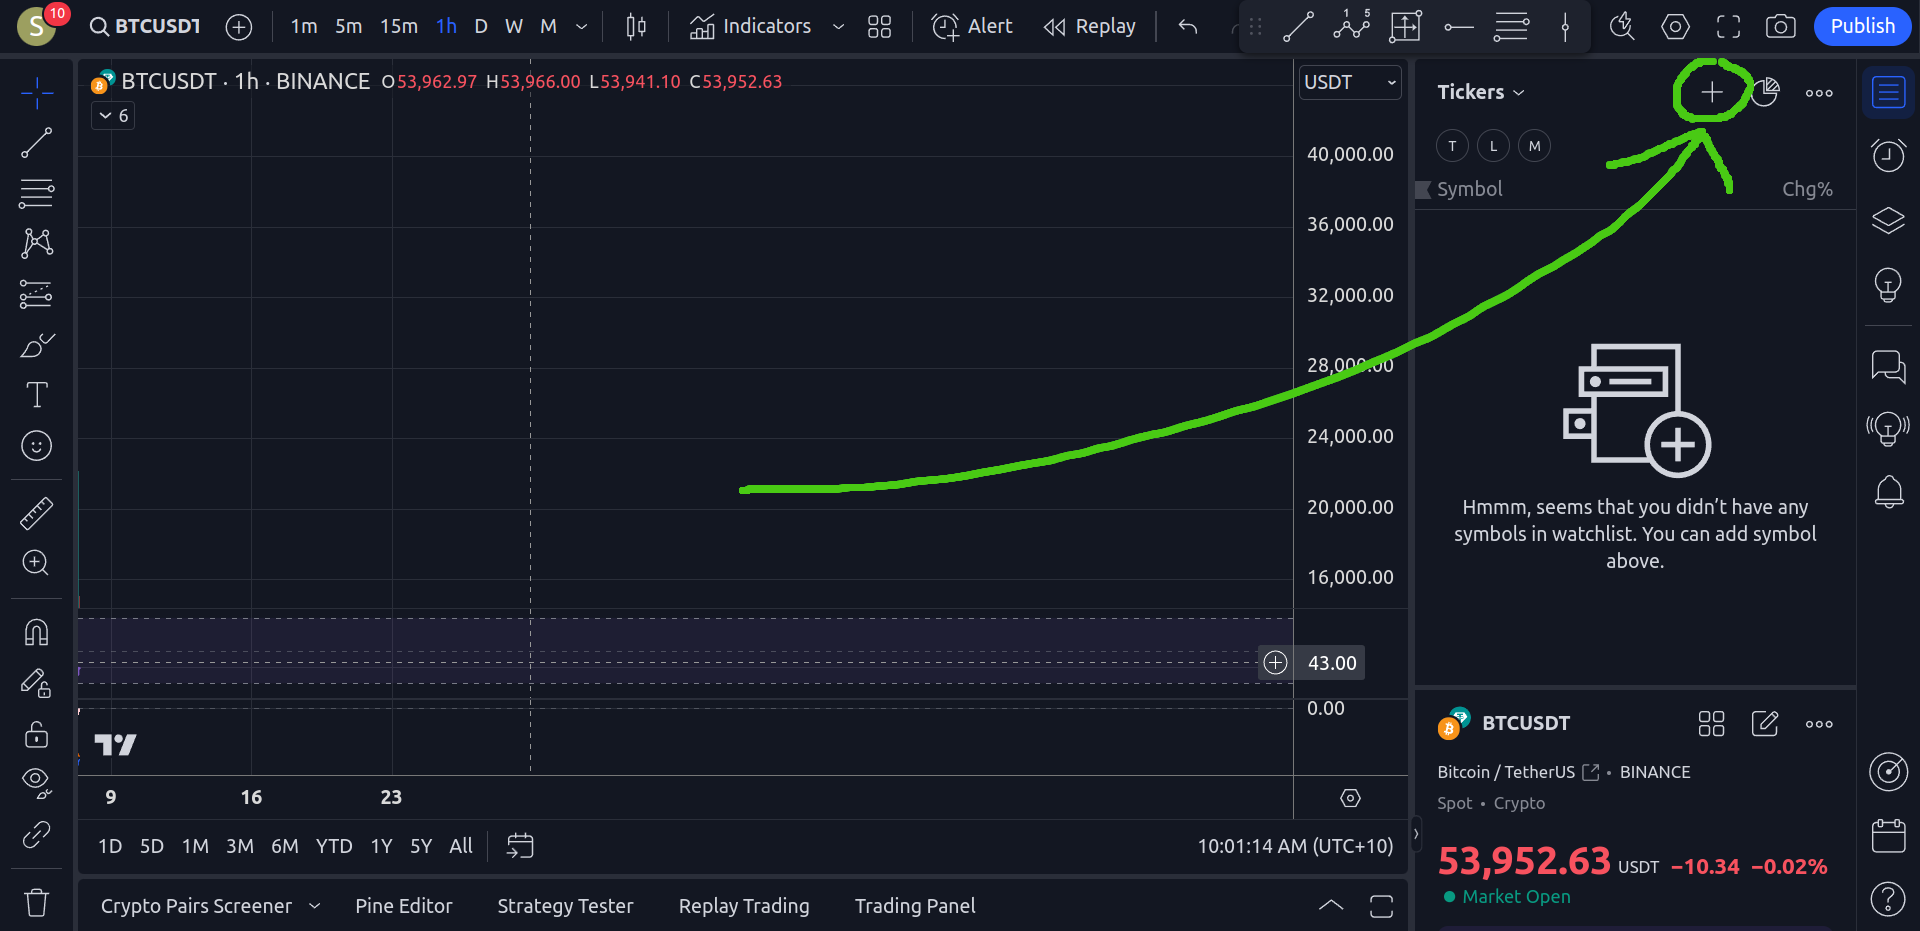 S 10 BTCUSDT 1m 5m 15m 1h D W M Indicators Alert Replay 1 5 Publish
BTCUSDT · 1h · BINANCE O53,962.97 H53,966.00 L53,941.10 C53,952.63
6
USDT
40,000.00
36,000.00
32,000.00
28,000.00
24,000.00
20,000.00
16,000.00
43.00
0.00
9 16 23
1D 5D 1M 3M 6M YTD 1Y 5Y All 10:01:14 AM (UTC+10)
Crypto Pairs Screener Pine Editor Strategy Tester Replay Trading Trading Panel
Tickers
T L M
Symbol Chg%
Hmmm, seems that you didn’t have any
symbols in watchlist. You can add symbol
above.
BTCUSDT
Bitcoin / TetherUS • BINANCE
Spot • Crypto
53,952.63 USDT −10.34 −0.02%
Market Open